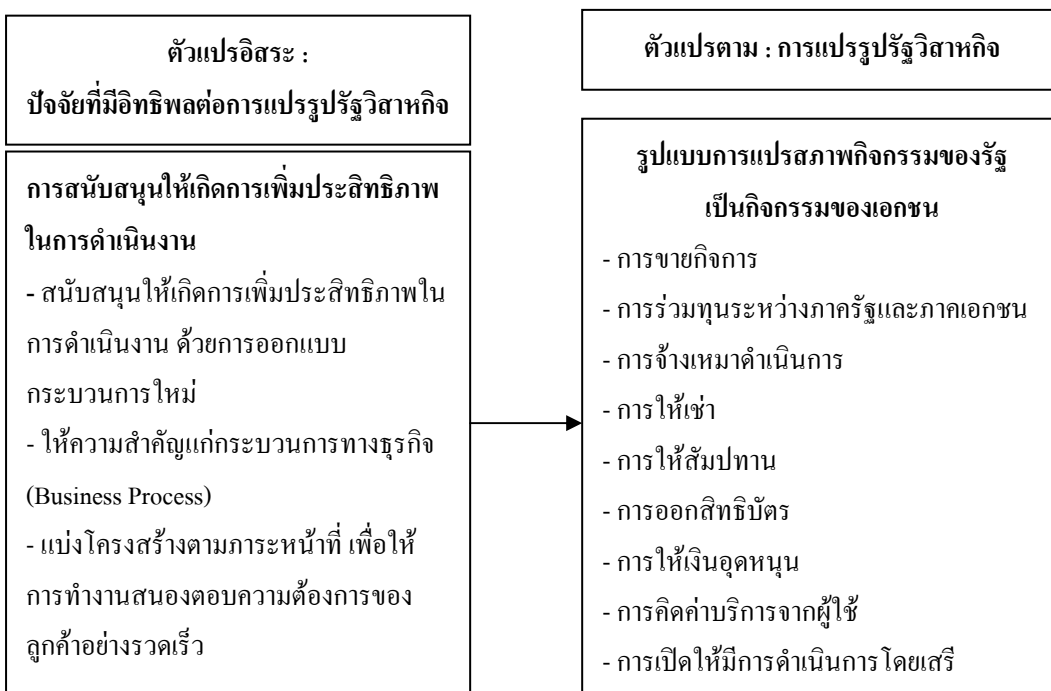 ตัวแปรอิสระ :
ปัจจัยที่มีอิทธิพลต่อการแปรรูปรัฐวิสาหกิจ
การสนับสนุนให้เกิดการเพิ่มประสิทธิภาพ
ในการดำเนินงาน
- สนับสนุนให้เกิดการเพิ่มประสิทธิภาพใน
การดำเนินงาน ด้วยการออกแบบ
กระบวนการใหม่
- ให้ความสำคัญแก่กระบวนการทางธุรกิจ
(Business Process)
- แบ่งโครงสร้างตามภาระหน้าที่ เพื่อให้
การทำงานสนองตอบความต้องการของ
ลูกค้าอย่างรวดเร็ว
ตัวแปรตาม : การแปรรูปรัฐวิสาหกิจ
รูปแบบการแปรสภาพกิจกรรมของรัฐ
เป็นกิจกรรมของเอกชน
- การขายกิจการ
- การร่วมทุนระหว่างภาครัฐและภาคเอกชน
- การจ้างเหมาดำเนินการ
- การให้เช่า
- การให้สัมปทาน
- การออกสิทธิบัตร
- การให้เงินอุดหนุน
- การคิดค่าบริการจากผู้ใช้
- การเปิดให้มีการดำเนินการโดยเสรี